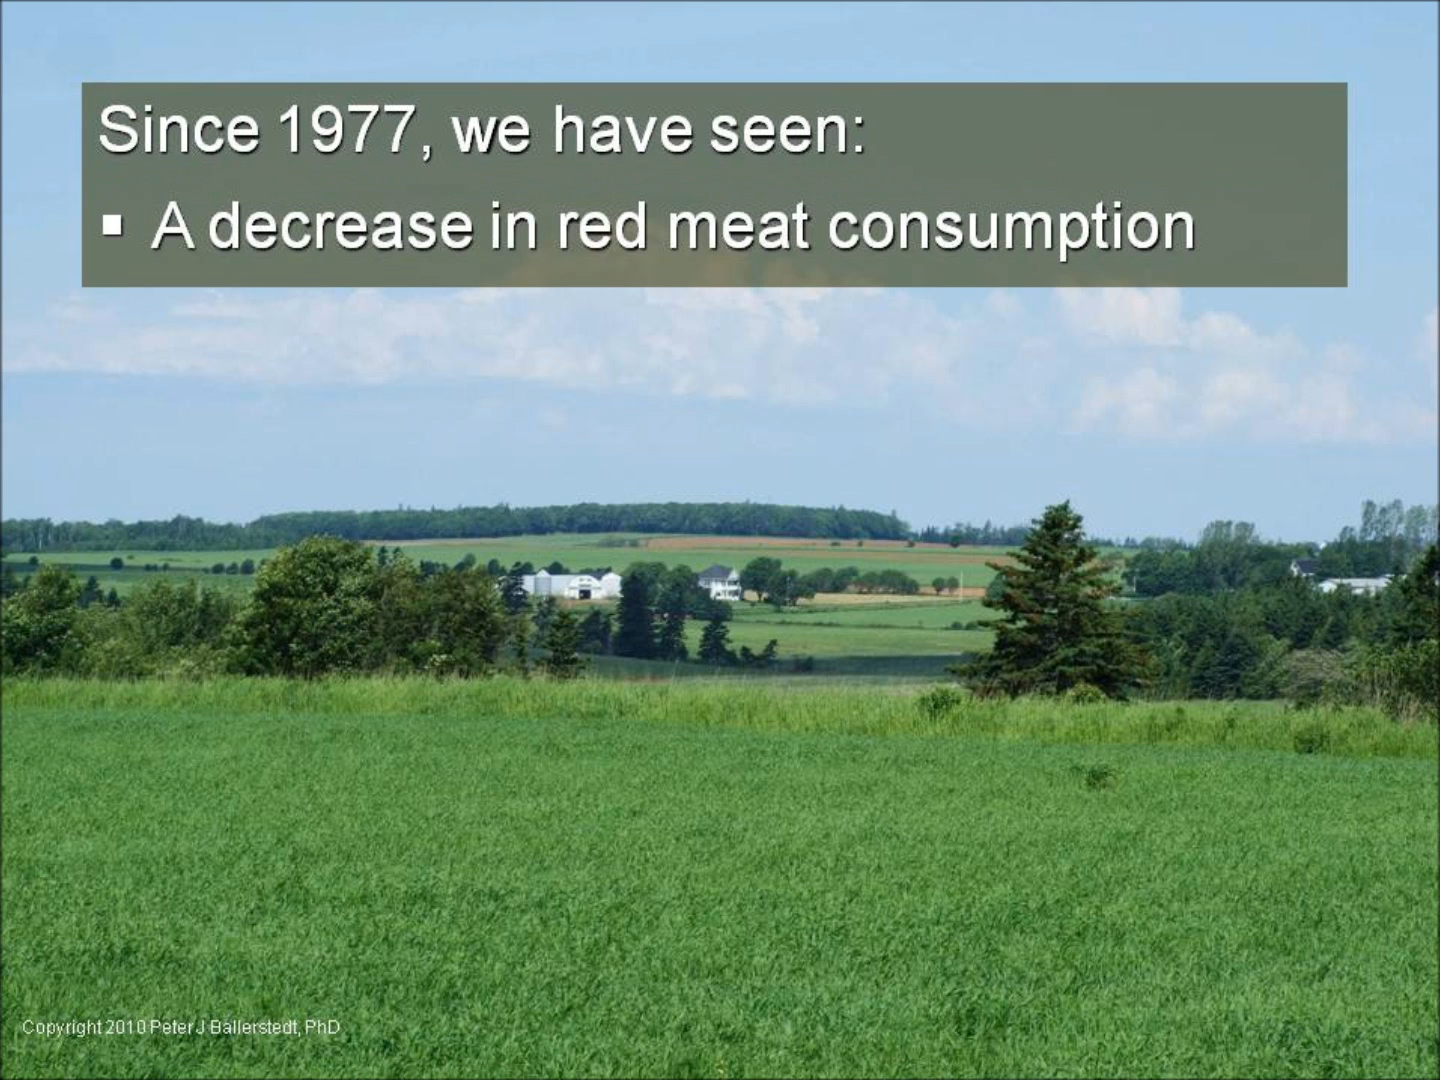 Since 1977, we have seen:
▪ A decrease in red meat consumption
Copyright 2010 Peter J Ballerstedt, PhD